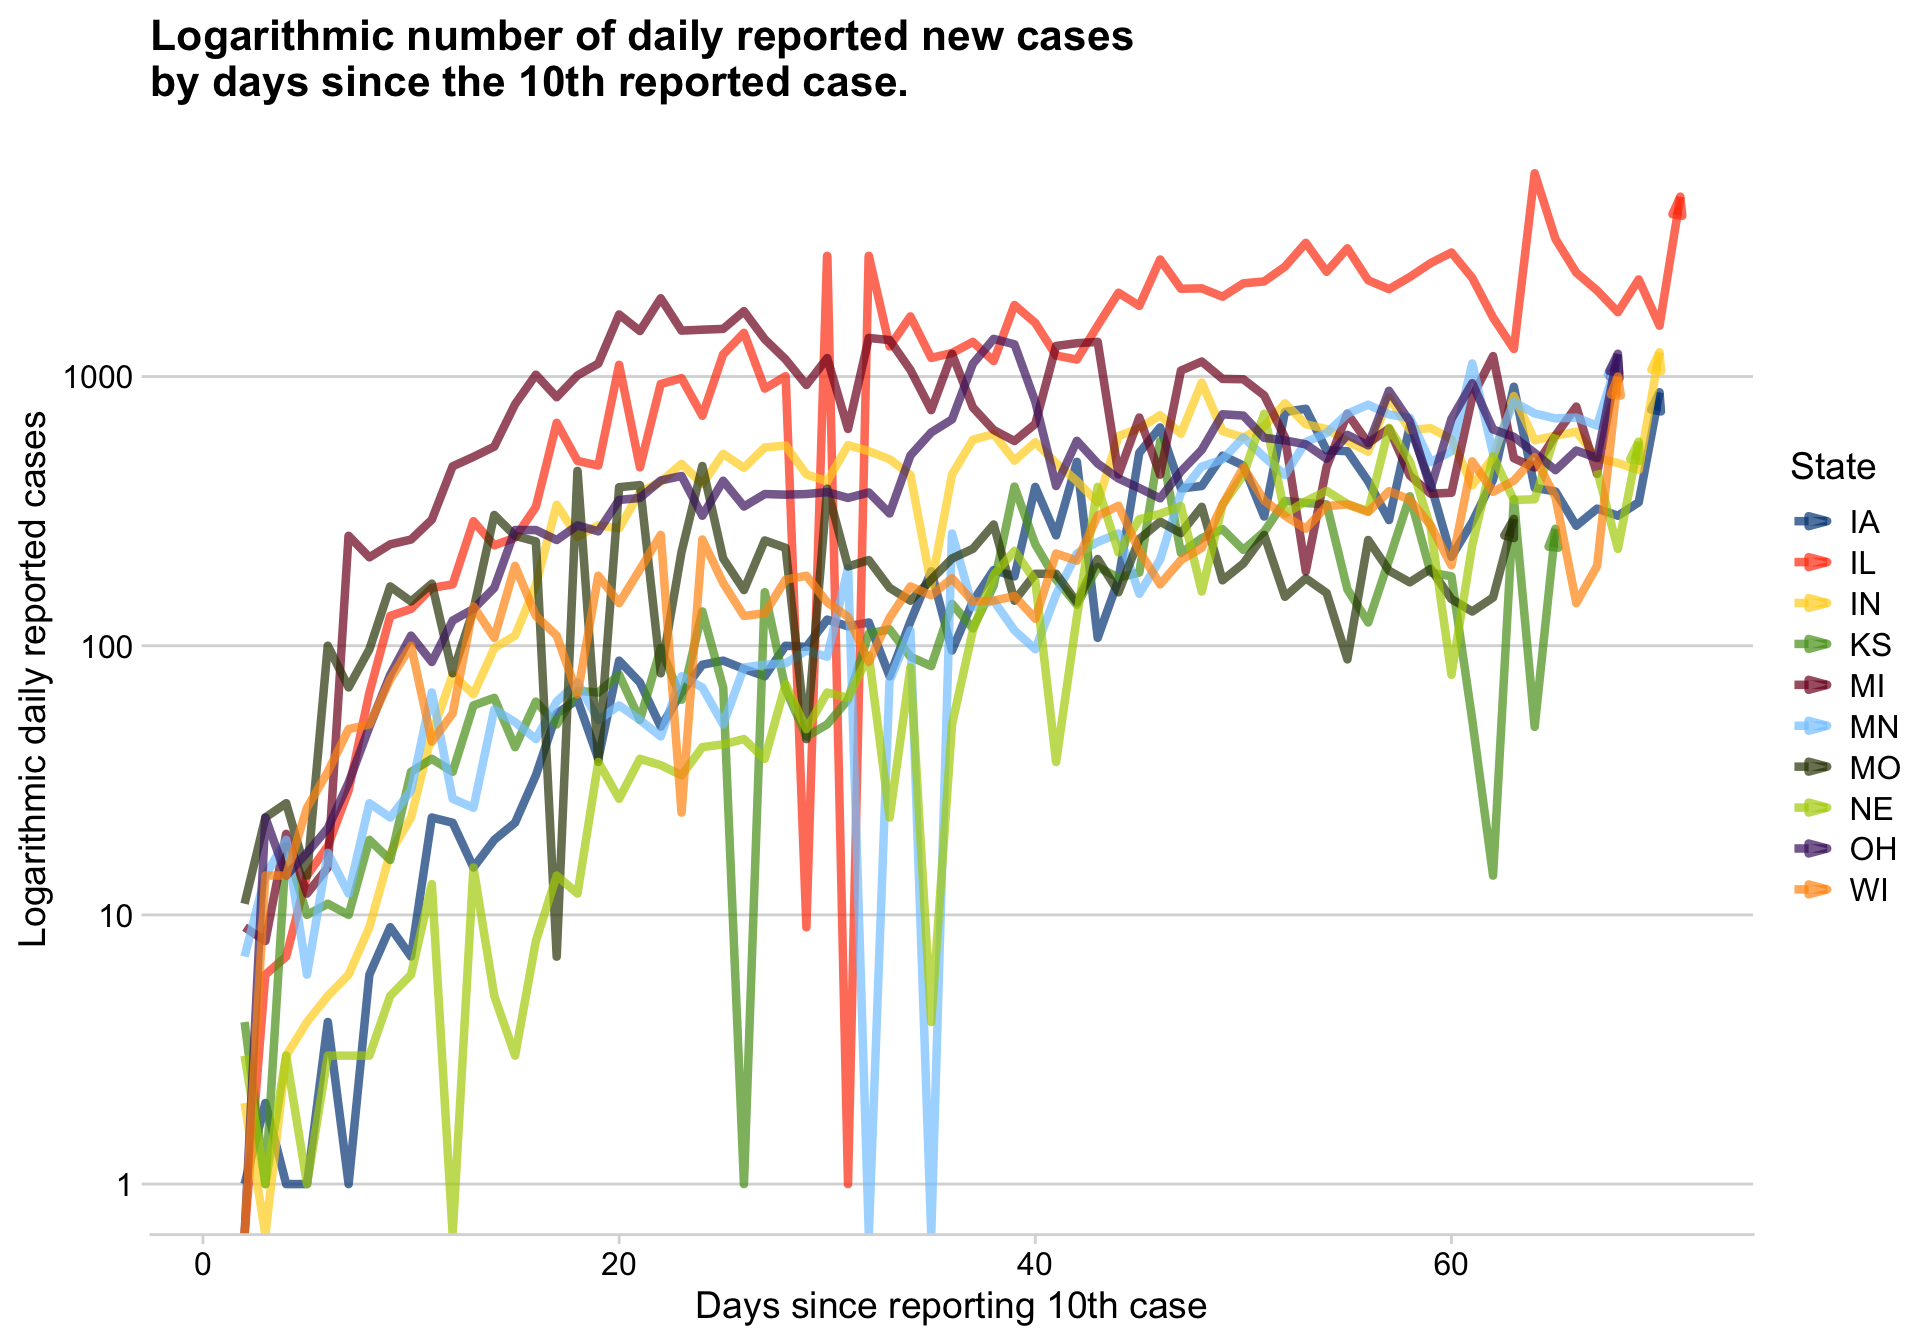 Logarithmic number of daily reported new cases
by days since the 10th reported case.
Logarithmic daily reported cases
1000
100
10
1
0
20
40
60
Days since reporting 10th case
State
IA
IL
IN
KS
MI
MN
MO
NE
OH
WI